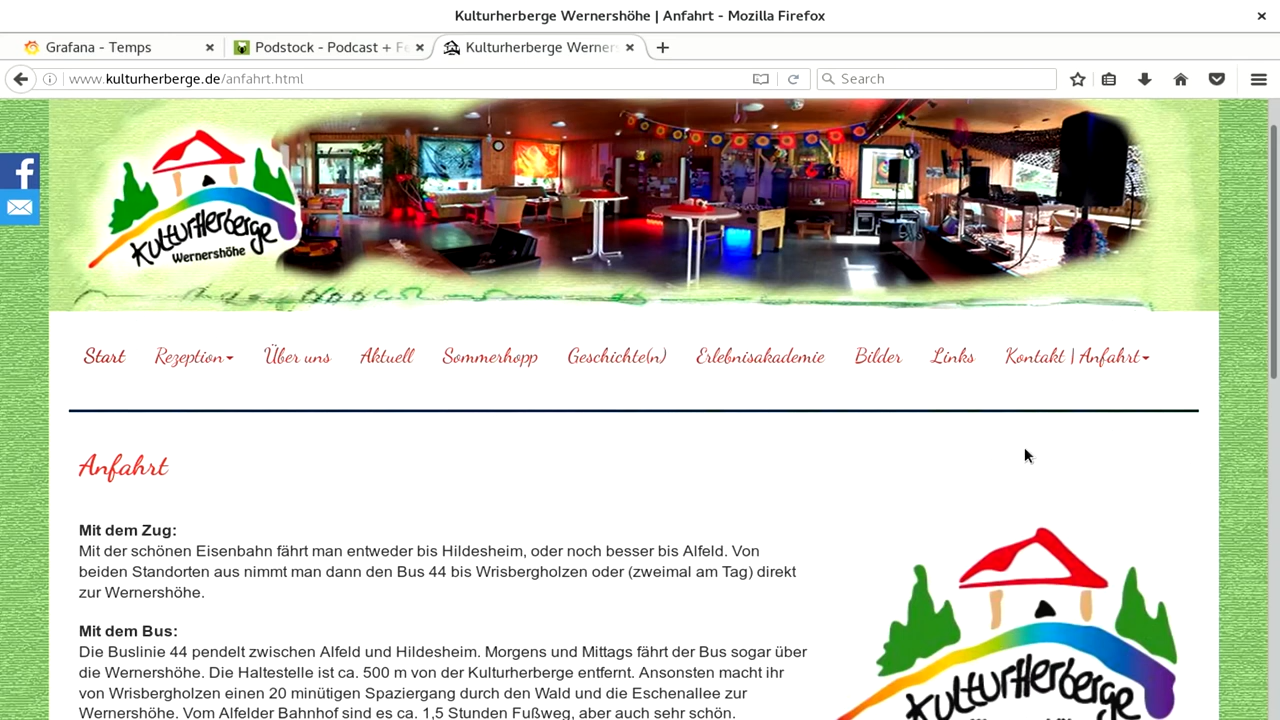 Kulturherberge Wernershöhe | Anfahrt - Mozilla Firefox
Grafana - Temps
Podstock - Podcast + Fe
Kulturherberge Werners
www.kulturherberge.de/anfahrt.html
Search
KulturHerberge
Wernershöhe
Start Rezeption Über uns Aktuell Sommerhaus Geschichte(n) Erlebnisakademie Bilder Links Kontakt | Anfahrt
Anfahrt
Mit dem Zug:
Mit der schönen Eisenbahn fährt man entweder bis Hildesheim oder noch besser bis Alfeld. Von
beiden Standorten aus nimmt man dann den Bus 44 bis Wrisbergholzen oder (zweimal am Tag) direkt
zur Wernershöhe.
Mit dem Bus:
Die Buslinie 44 pendelt zwischen Alfeld und Hildesheim. Morgens und Mittags fährt der Bus sogar über
die Wernershöhe. Die Haltestelle ist ca. von der Kulturherberge entfernt. Ansonsten macht ihr
von Wrisbergholzen einen 20 minütigen Spaziergang durch den Wald und die Eschenallee zur
Wernershöhe. Vom Alfelder Bahnhof sind es ca. 1,5 Stunden aber auch sehr schön.
KulturHerberge